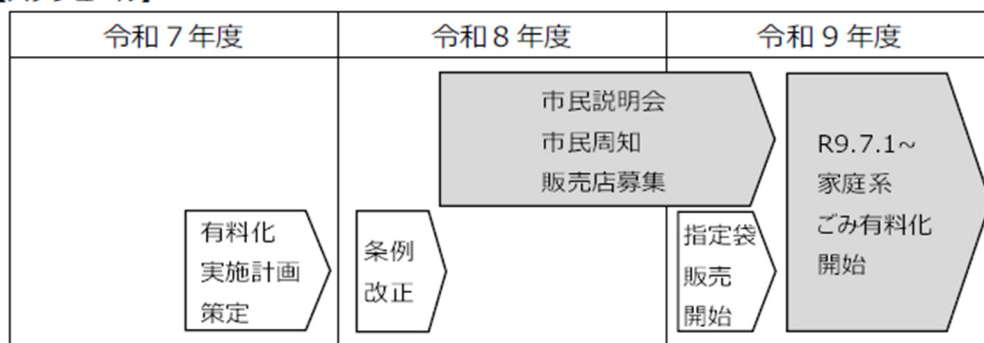 令和７年度
令和８年度
令和９年度
市民説明会
市民周知
販売店募集
R9.7.1~
家庭系
ごみ有料化
開始
有料化
実施計画
策定
条例
改正
指定袋
販売
開始